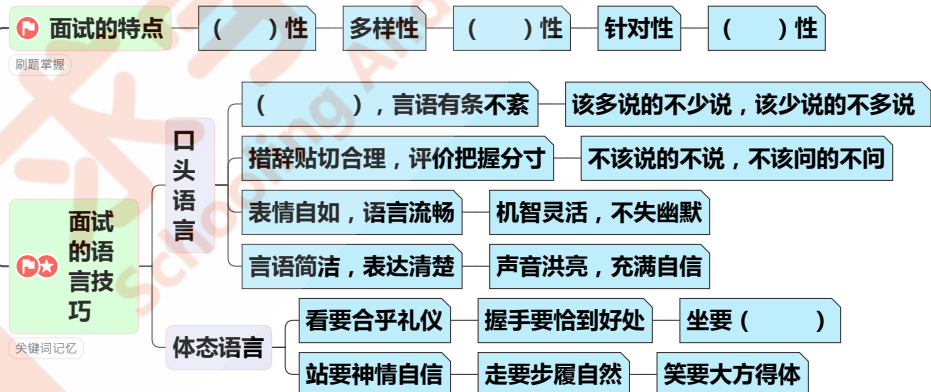 面试的特点
(      )性
多样性
(      )性
针对性
(      )性
刷题掌握
口头语言
(          ),言语有条不紊
该多说的不少说,该少说的不多说
措辞贴切合理,评价把握分寸
不该说的不说,不该问的不问
表情自如,语言流畅
机智灵活,不失幽默
言语简洁,表达清楚
声音洪亮,充满自信
面试的语言技巧
关键词记忆
体态语言
看要合乎礼仪
握手要恰到好处
坐要(        )
站要神情自信
走要步履自然
笑要大方得体
Schooling And